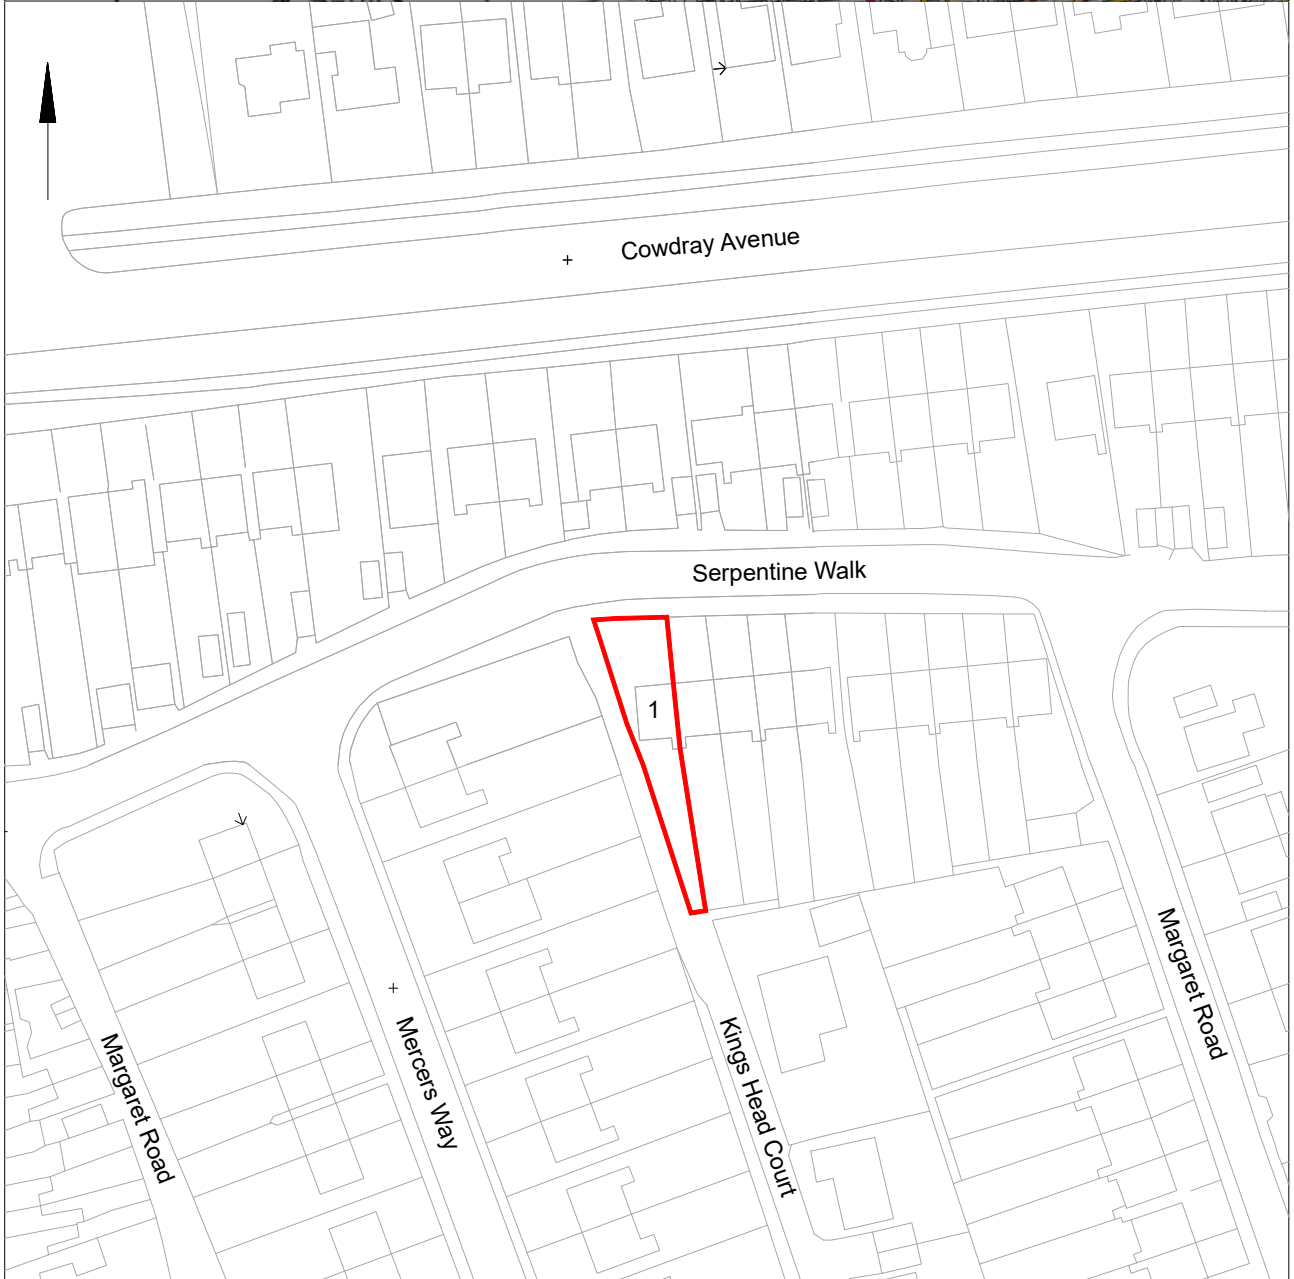 Cowdray Avenue
Serpentine Walk
1
Margaret Road
Mercers Way
Kings Head Court
Margaret Road